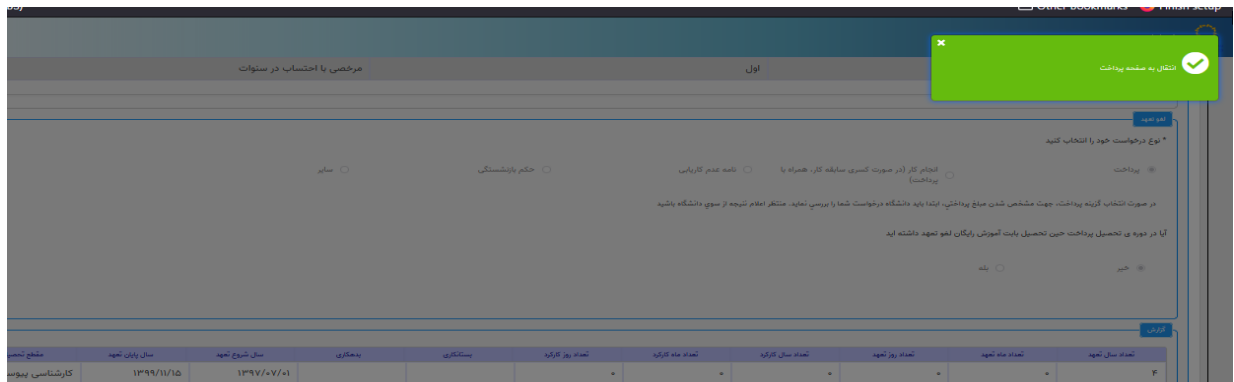 Other Bookmarks Finish setup
انتقال به صفحه پرداخت
اول مرخصی با احتساب در سنوات
لغو تعهد
* نوع درخواست خود را انتخاب کنید
پرداخت انجام کار (در صورت کسری سابقه کار، همراه با پرداخت) نامه عدم کاریابی حکم بازنشستگی سایر
در صورت انتخاب گزینه پرداخت، جهت مشخص شدن مبلغ پرداختي، ابتدا باید دانشگاه درخواست شما را بررسي نماید. منتظر اعلام نتیجه از سوي دانشگاه باشید
آیا در دوره ی تحصیل پرداخت حین تحصیل بابت آموزش رایگان لغو تعهد داشته اید
خیر بله
گزارش
تعداد سال تعهد تعداد ماه تعهد تعداد روز تعهد تعداد سال کارکرد تعداد ماه کارکرد تعداد روز کارکرد بستانکاری بدهکاری سال شروع تعهد سال پایان تعهد مقطع
۴ ۰ ۰ ۰ ۰ ۰ ۱۳۹۷/۰۷/۰۱ ۱۳۹۹/۱۱/۱۵ کارشناسی